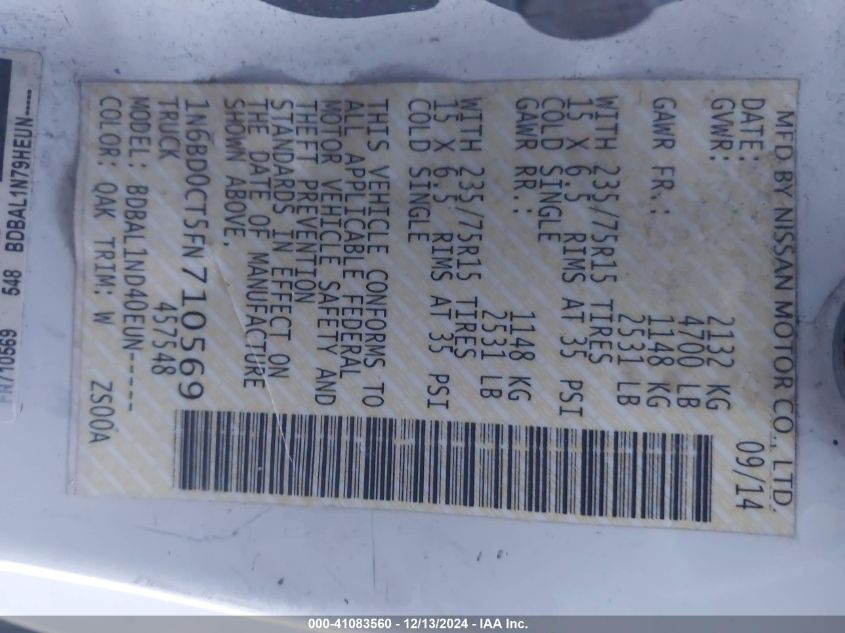 MFD BY NISSAN MOTOR CO., LTD.
DATE: 09/14
GVWR: 2132 KG
4700 LB
GAWR FR.: 1148 KG
2531 LB
WITH 235/75R15 TIRES
15 X 6.5 RIMS AT 35 PSI
COLD SINGLE
GAWR RR.: 1148 KG
2531 LB
WITH 235/75R15 TIRES
15 X 6.5 RIMS AT 35 PSI
COLD SINGLE
THIS VEHICLE CONFORMS TO
ALL APPLICABLE FEDERAL
MOTOR VEHICLE SAFETY AND
THEFT PREVENTION
STANDARDS IN EFFECT ON
THE DATE OF MANUFACTURE
SHOWN ABOVE.
1N6BD0CT5FN710569
TRUCK 457548
MODEL: BDBAL1ND40EUN-----
COLOR: QAK TRIM: W ZS00A
FN710569 548 BDBAL1N79HEUN-----
000-41083560 - 12/13/2024 - IAA Inc.